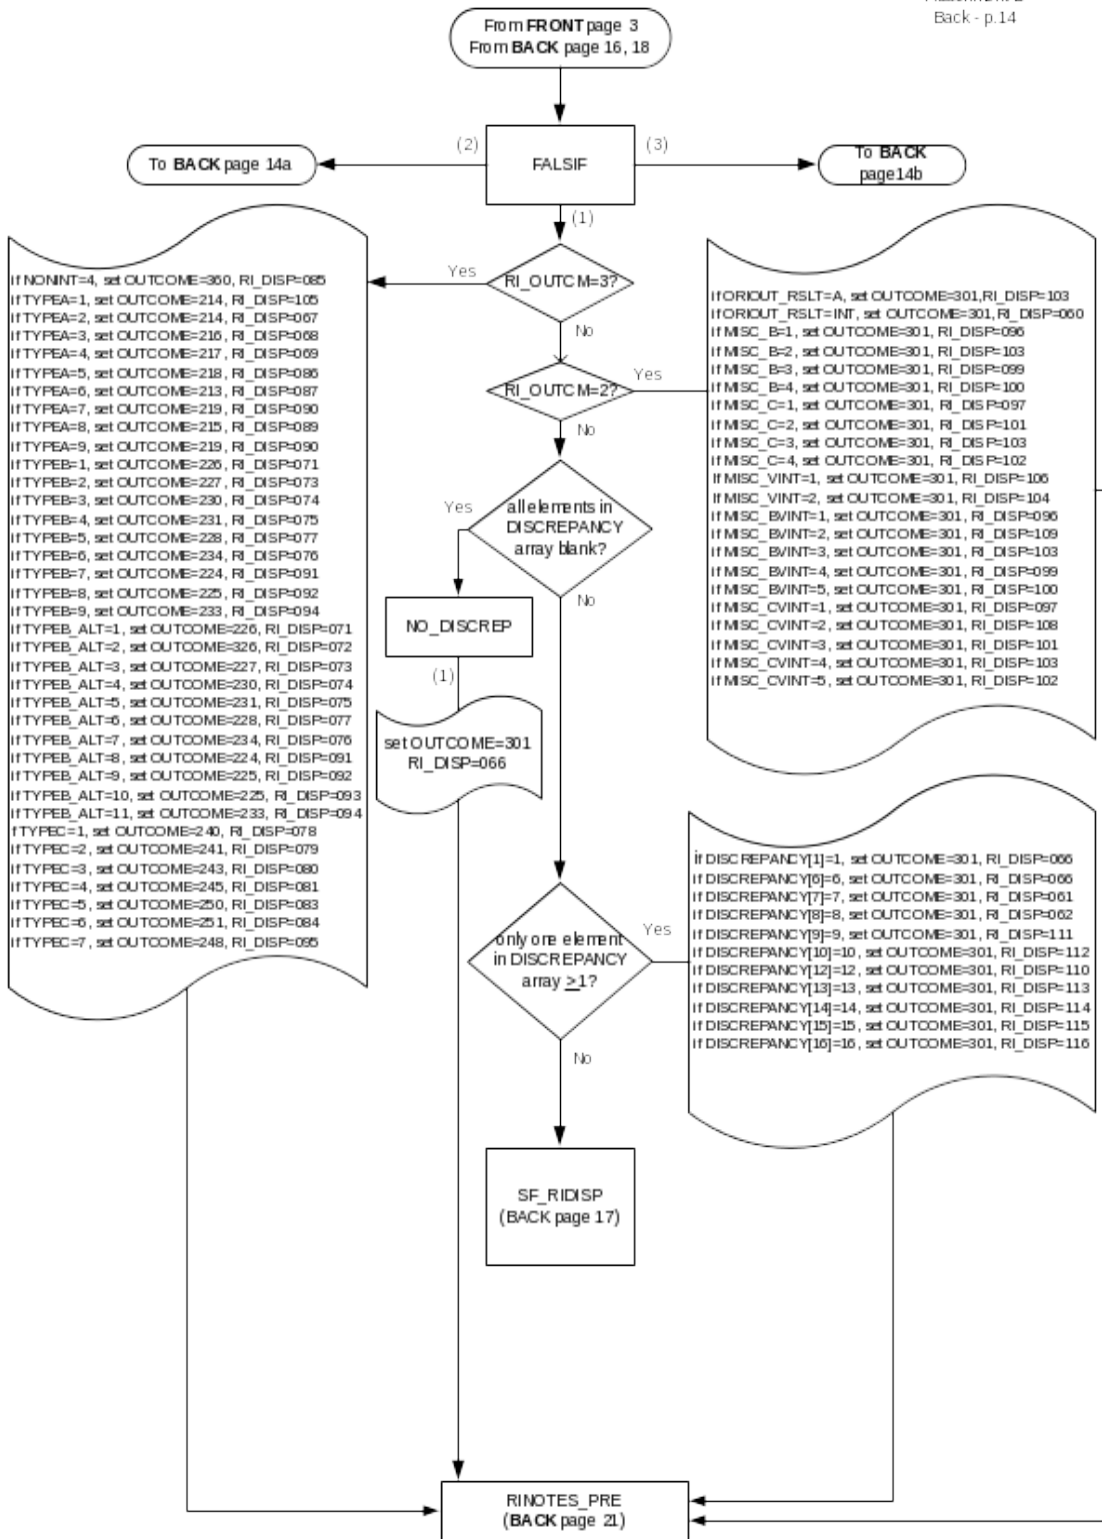 Back - p.14
From FRONT page 3
From BACK page 16, 18
(2)
(3)
To BACK page 14a
FALSIF
To BACK
page14b
(1)
Yes
RI_OUTCM=3?
No
if NONINT=4, set OUTCOME=360, RI_DISP=085
if TYPEA=1, set OUTCOME=214, RI_DISP=105
if TYPEA=2, set OUTCOME=214, RI_DISP=067
if TYPEA=3, set OUTCOME=216, RI_DISP=068
if TYPEA=4, set OUTCOME=217, RI_DISP=069
if TYPEA=5, set OUTCOME=218, RI_DISP=086
if TYPEA=6, set OUTCOME=213, RI_DISP=087
if TYPEA=7, set OUTCOME=219, RI_DISP=090
if TYPEA=8, set OUTCOME=215, RI_DISP=089
if TYPEA=9, set OUTCOME=219, RI_DISP=090
if TYPEB=1, set OUTCOME=226, RI_DISP=071
if TYPEB=2, set OUTCOME=227, RI_DISP=073
if TYPEB=3, set OUTCOME=230, RI_DISP=074
if TYPEB=4, set OUTCOME=231, RI_DISP=075
if TYPEB=5, set OUTCOME=228, RI_DISP=077
if TYPEB=6, set OUTCOME=234, RI_DISP=076
if TYPEB=7, set OUTCOME=224, RI_DISP=091
if TYPEB=8, set OUTCOME=225, RI_DISP=092
if TYPEB=9, set OUTCOME=233, RI_DISP=094
if TYPEB_ALT=1, set OUTCOME=226, RI_DISP=071
if TYPEB_ALT=2, set OUTCOME=326, RI_DISP=072
if TYPEB_ALT=3, set OUTCOME=227, RI_DISP=073
if TYPEB_ALT=4, set OUTCOME=230, RI_DISP=074
if TYPEB_ALT=5, set OUTCOME=231, RI_DISP=075
if TYPEB_ALT=6, set OUTCOME=228, RI_DISP=077
if TYPEB_ALT=7, set OUTCOME=234, RI_DISP=076
if TYPEB_ALT=8, set OUTCOME=224, RI_DISP=091
if TYPEB_ALT=9, set OUTCOME=225, RI_DISP=092
if TYPEB_ALT=10, set OUTCOME=225, RI_DISP=093
if TYPEB_ALT=11, set OUTCOME=233, RI_DISP=094
f TYPEC=1, set OUTCOME=240, RI_DISP=078
if TYPEC=2, set OUTCOME=241, RI_DISP=079
if TYPEC=3, set OUTCOME=243, RI_DISP=080
if TYPEC=4, set OUTCOME=245, RI_DISP=081
if TYPEC=5, set OUTCOME=250, RI_DISP=083
if TYPEC=6, set OUTCOME=251, RI_DISP=084
if TYPEC=7, set OUTCOME=248, RI_DISP=095
RI_OUTCM=2?
Yes
No
if ORIOUT_RSLT=A, set OUTCOME=301,RI_DISP=103
if ORIOUT_RSLT=INT, set OUTCOME=301,RI_DISP=060
if MISC_B=1, set OUTCOME=301, RI_DISP=096
if MISC_B=2, set OUTCOME=301, RI_DISP=103
if MISC_B=3, set OUTCOME=301, RI_DISP=099
if MISC_B=4, set OUTCOME=301, RI_DISP=100
if MISC_C=1, set OUTCOME=301, RI_DISP=097
if MISC_C=2, set OUTCOME=301, RI_DISP=101
if MISC_C=3, set OUTCOME=301, RI_DISP=103
if MISC_C=4, set OUTCOME=301, RI_DISP=102
if MISC_VINT=1, set OUTCOME=301, RI_DISP=106
if MISC_VINT=2, set OUTCOME=301, RI_DISP=104
if MISC_BVINT=1, set OUTCOME=301, RI_DISP=096
if MISC_BVINT=2, set OUTCOME=301, RI_DISP=109
if MISC_BVINT=3, set OUTCOME=301, RI_DISP=103
if MISC_BVINT=4, set OUTCOME=301, RI_DISP=099
if MISC_BVINT=5, set OUTCOME=301, RI_DISP=100
if MISC_CVINT=1, set OUTCOME=301, RI_DISP=097
if MISC_CVINT=2, set OUTCOME=301, RI_DISP=108
if MISC_CVINT=3, set OUTCOME=301, RI_DISP=101
if MISC_CVINT=4, set OUTCOME=301, RI_DISP=103
if MISC_CVINT=5, set OUTCOME=301, RI_DISP=102
Yes
all elements in
DISCREPANCY
array blank?
No
NO_DISCREP
(1)
set OUTCOME=301
RI_DISP=066
only one element
in DISCREPANCY
array >1?
Yes
No
if DISCREPANCY[1]=1, set OUTCOME=301, RI_DISP=066
if DISCREPANCY[6]=6, set OUTCOME=301, RI_DISP=066
if DISCREPANCY[7]=7, set OUTCOME=301, RI_DISP=061
if DISCREPANCY[8]=8, set OUTCOME=301, RI_DISP=062
if DISCREPANCY[9]=9, set OUTCOME=301, RI_DISP=111
if DISCREPANCY[10]=10, set OUTCOME=301, RI_DISP=112
if DISCREPANCY[12]=12, set OUTCOME=301, RI_DISP=110
if DISCREPANCY[13]=13, set OUTCOME=301, RI_DISP=113
if DISCREPANCY[14]=14, set OUTCOME=301, RI_DISP=114
if DISCREPANCY[15]=15, set OUTCOME=301, RI_DISP=115
if DISCREPANCY[16]=16, set OUTCOME=301, RI_DISP=116
SF_RIDISP
(BACK page 17)
RINOTES_PRE
(BACK page 21)